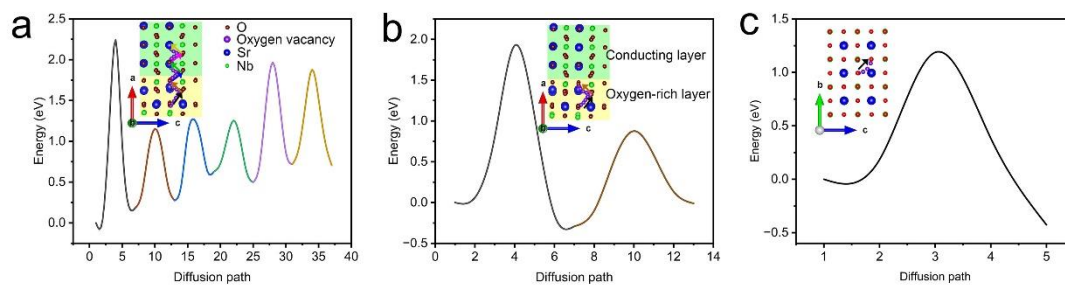 a
2.5
2.0
1.5
1.0
0.5
0.0
Energy (eV)
0 5 10 15 20 25 30 35 40
Diffusion path
a
c
O
Oxygen vacancy
Sr
Nb
b
2.0
1.5
1.0
0.5
0.0
−0.5
Energy (eV)
0 2 4 6 8 10 12 14
Diffusion path
a
c
Conducting layer
Oxygen-rich layer
c
1.5
1.0
0.5
0.0
−0.5
Energy (eV)
1 2 3 4 5
Diffusion path
b
c